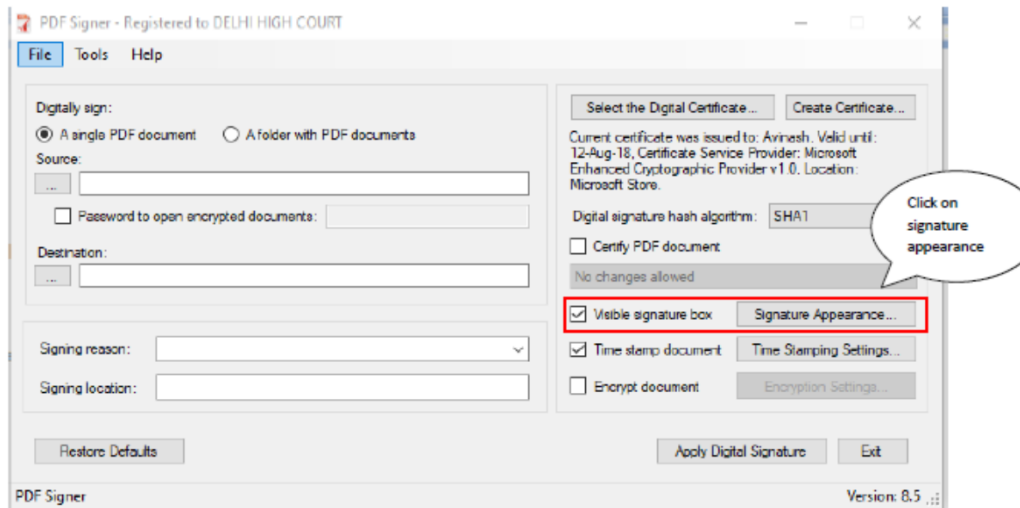 PDF Signer - Registered to DELHI HIGH COURT
File Tools Help
Digitally sign:
A single PDF document A folder with PDF documents
Source:
...
Password to open encrypted documents:
Destination:
...
Signing reason:
Signing location:
Select the Digital Certificate... Create Certificate...
Current certificate was issued to: Avinash, Valid until:
12-Aug-18, Certificate Service Provider: Microsoft
Enhanced Cryptographic Provider v1.0, Location:
Microsoft Store.
Digital signature hash algorithm: SHA1
Certify PDF document
No changes allowed
Visible signature box Signature Appearance...
Time stamp document Time Stamping Settings...
Encrypt document Encryption Settings...
Click on
signature
appearance
Restore Defaults Apply Digital Signature Exit
PDF Signer Version: 8.5